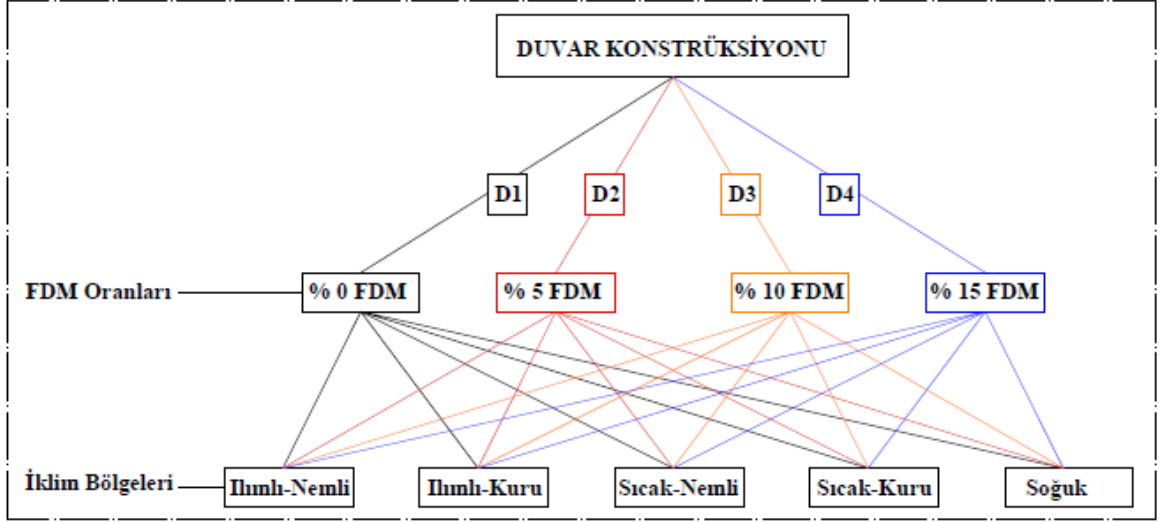 DUVAR KONSTRÜKSİYONU
D1 D2 D3 D4
FDM Oranları % 0 FDM % 5 FDM % 10 FDM % 15 FDM
İklim Bölgeleri Ilımlı-Nemli Ilımlı-Kuru Sıcak-Nemli Sıcak-Kuru Soğuk